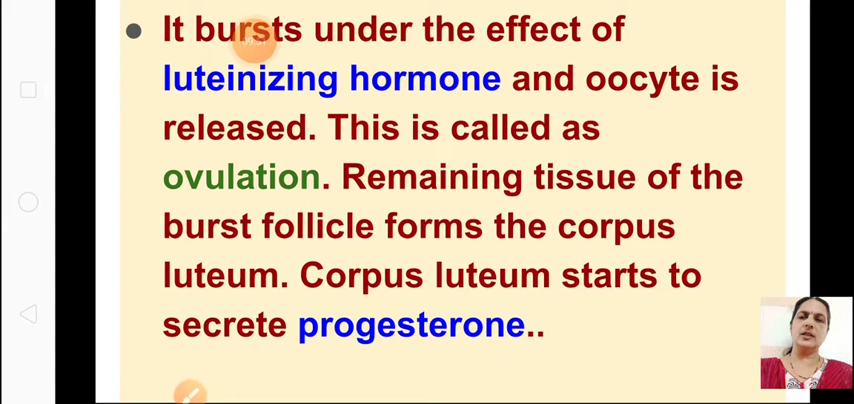 It bursts under the effect of
luteinizing hormone and oocyte is
released. This is called as
ovulation. Remaining tissue of the
burst follicle forms the corpus
luteum. Corpus luteum starts to
secrete progesterone..